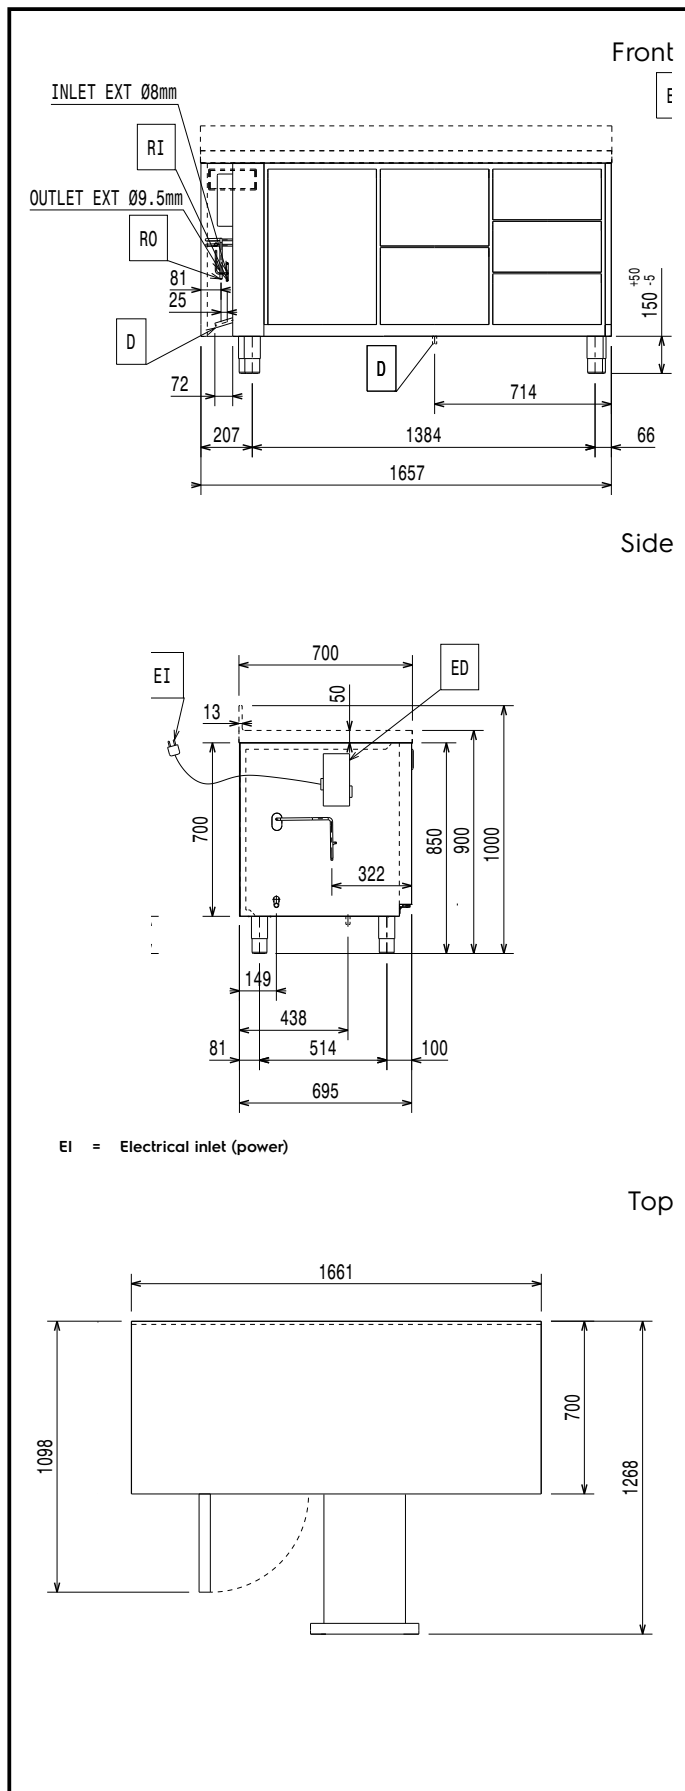 Front
INLET EXT Ø8mm
E
RI
OUTLET EXT Ø9.5mm
RO
81
25
150 +50 -5
D
D
72
714
207
1384
66
1657
Side
700
EI
ED
50
13
700
850
900
1000
322
149
438
81
514
100
695
EI = Electrical inlet (power)
Top
1661
1098
700
1268